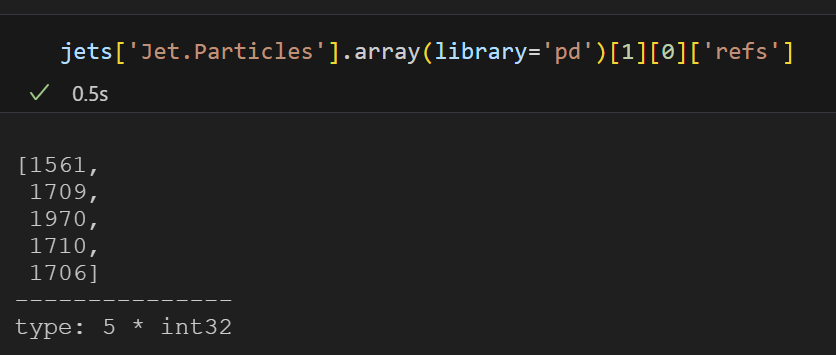 jets['Jet.Particles'].array(library='pd')[1][0]['refs']
0.5s
[1561,
1709,
1970,
1710,
1706]
---------------
type: 5 * int32